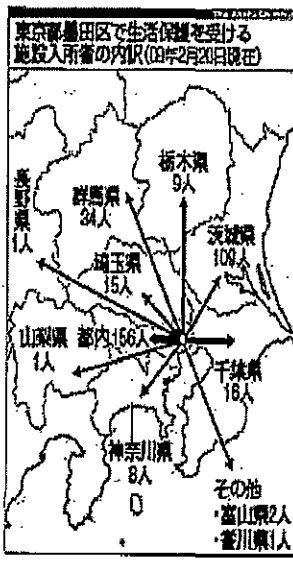 東京都墨田区で生活保護を受ける
施設入所者の内訳(09年2月20日現在)
栃木県
9人
群馬県
34人
長野県
1人
茨城県
109人
埼玉県
15人
山梨県
1人
都内156人
千葉県
16人
神奈川県
8人
その他
・富山県2人
・香川県1人